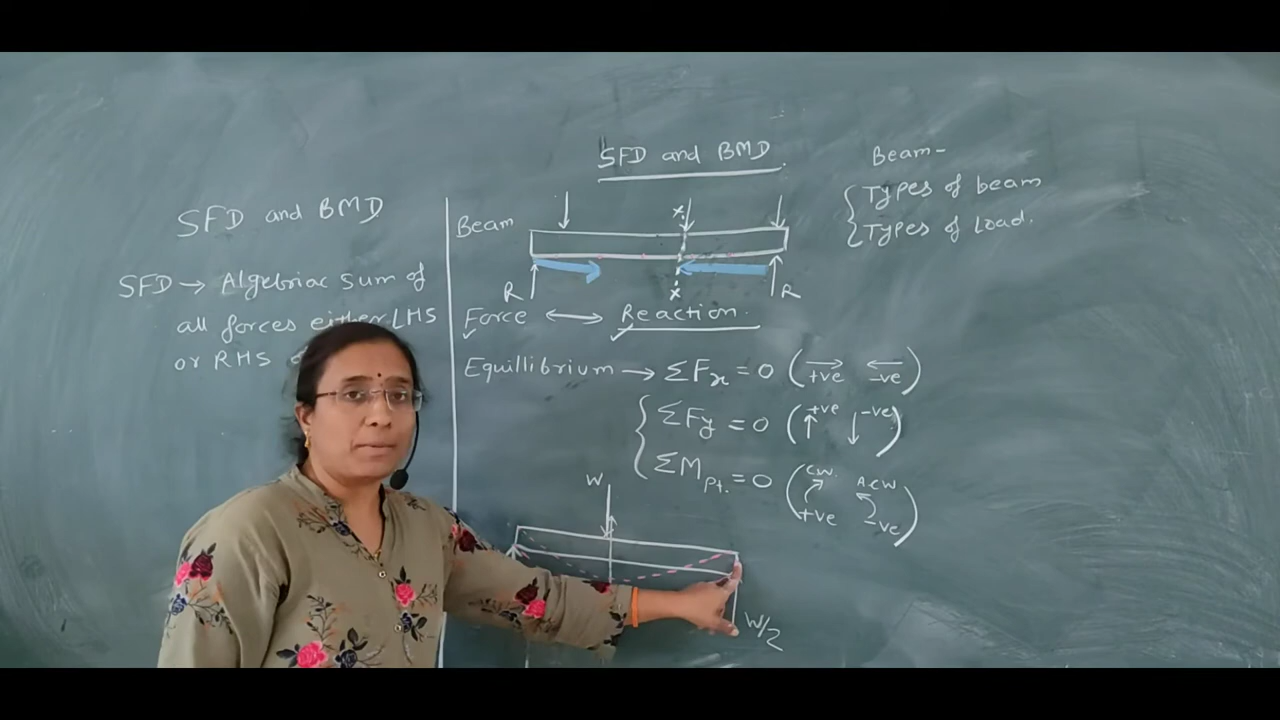 SFD and BMD
SFD → Algebriac sum of
all forces either LHS
or RHS
SFD and BMD.
Beam
x
R
x
R
Force ⟷ Reaction.
Equillibrium → ΣFx = 0 (→ +ve ← -ve)
ΣFy = 0 (↑ +ve ↓ -ve)
ΣM Pt. = 0 (CW. +ve ACW -ve)
W
W/2
Beam-
Types of beam
Types of load.